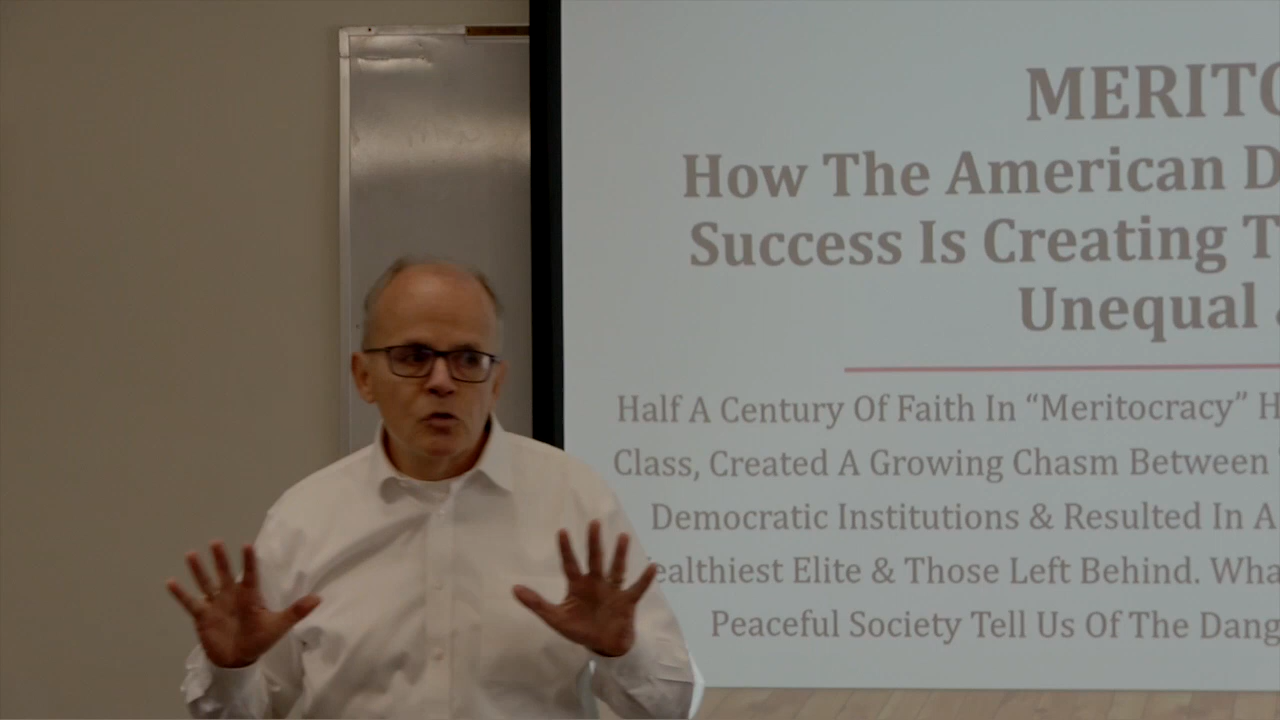 MERITO
How The American D
Success Is Creating T
Unequal
Half A Century Of Faith In “Meritocracy” H
Class, Created A Growing Chasm Between
Democratic Institutions & Resulted In A
ealthiest Elite & Those Left Behind. Wha
Peaceful Society Tell Us Of The Dang